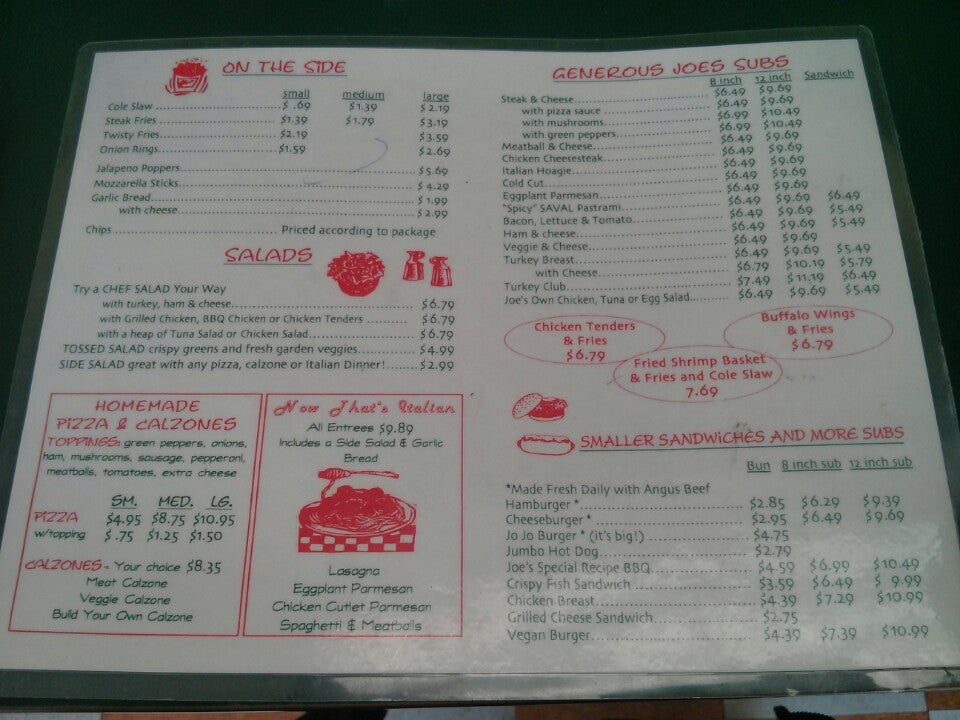 ON THE SIDE
small medium large
Cole Slaw $ .69 $1.39 $2.19
Steak Fries $1.39 $1.79 $3.19
Twisty Fries $2.19 $3.59
Onion Rings $1.59 $2.69
Jalapeno Poppers $5.69
Mozzarella Sticks $4.29
Garlic Bread $1.99
with cheese $2.99
Chips Priced according to package
SALADS
Try a CHEF SALAD Your Way
with turkey, ham & cheese $6.79
with Grilled Chicken, BBQ Chicken or Chicken Tenders $6.79
with a heap of Tuna Salad or Chicken Salad $6.79
TOSSED SALAD crispy greens and fresh garden veggies $4.99
SIDE SALAD great with any pizza, calzone or Italian Dinner! $2.99
HOMEMADE
PIZZA & CALZONES
TOPPINGS: green peppers, onions,
ham, mushrooms, sausage, pepperoni,
meatballs, tomatoes, extra cheese
SM. MED. LG.
PIZZA $4.95 $8.75 $10.95
w/topping $ .75 $1.25 $1.50
CALZONES - Your choice $8.35
Meat Calzone
Veggie Calzone
Build Your Own Calzone
Now That's Italian
All Entrees $9.89
Includes a Side Salad & Garlic
Bread
Lasagna
Eggplant Parmesan
Chicken Cutlet Parmesan
Spaghetti & Meatballs
GENEROUS JOES SUBS
8 inch 12 inch Sandwich
Steak & Cheese $6.49 $9.69
with pizza sauce $6.49 $9.69
with mushrooms $6.99 $10.49
with green peppers $6.99 $10.49
Meatball & Cheese $6.49 $9.69
Chicken Cheesesteak $6.49 $9.69
Italian Hoagie $6.49 $9.69
Cold Cut $6.49 $9.69
Eggplant Parmesan $6.49 $9.69
"Spicy" SAVAL Pastrami $6.49 $9.69 $6.49
Bacon, Lettuce & Tomato $6.49 $9.69 $5.49
Ham & cheese $6.49 $9.69 $5.49
Veggie & Cheese $6.49 $9.69
Turkey Breast $6.49 $9.69 $5.49
with Cheese $6.79 $10.19 $5.79
Turkey Club $7.49 $11.19 $6.49
Joe's Own Chicken, Tuna or Egg Salad $6.49 $9.69 $5.49
Chicken Tenders
& Fries
$6.79
Buffalo Wings
& Fries
$6.79
Fried Shrimp Basket
& Fries and Cole Slaw
7.69
SMALLER SANDWICHES AND MORE SUBS
Bun 8 inch sub 12 inch sub
*Made Fresh Daily with Angus Beef
Hamburger * $2.85 $6.29 $9.39
Cheeseburger * $2.95 $6.49 $9.69
Jo Jo Burger * (it's big!) $4.75
Jumbo Hot Dog $2.79
Joe's Special Recipe BBQ $4.59 $6.99 $10.49
Crispy Fish Sandwich $3.59 $6.49 $ 9.99
Chicken Breast $4.39 $7.29 $10.99
Grilled Cheese Sandwich $2.75
Vegan Burger $4.39 $7.39 $10.99